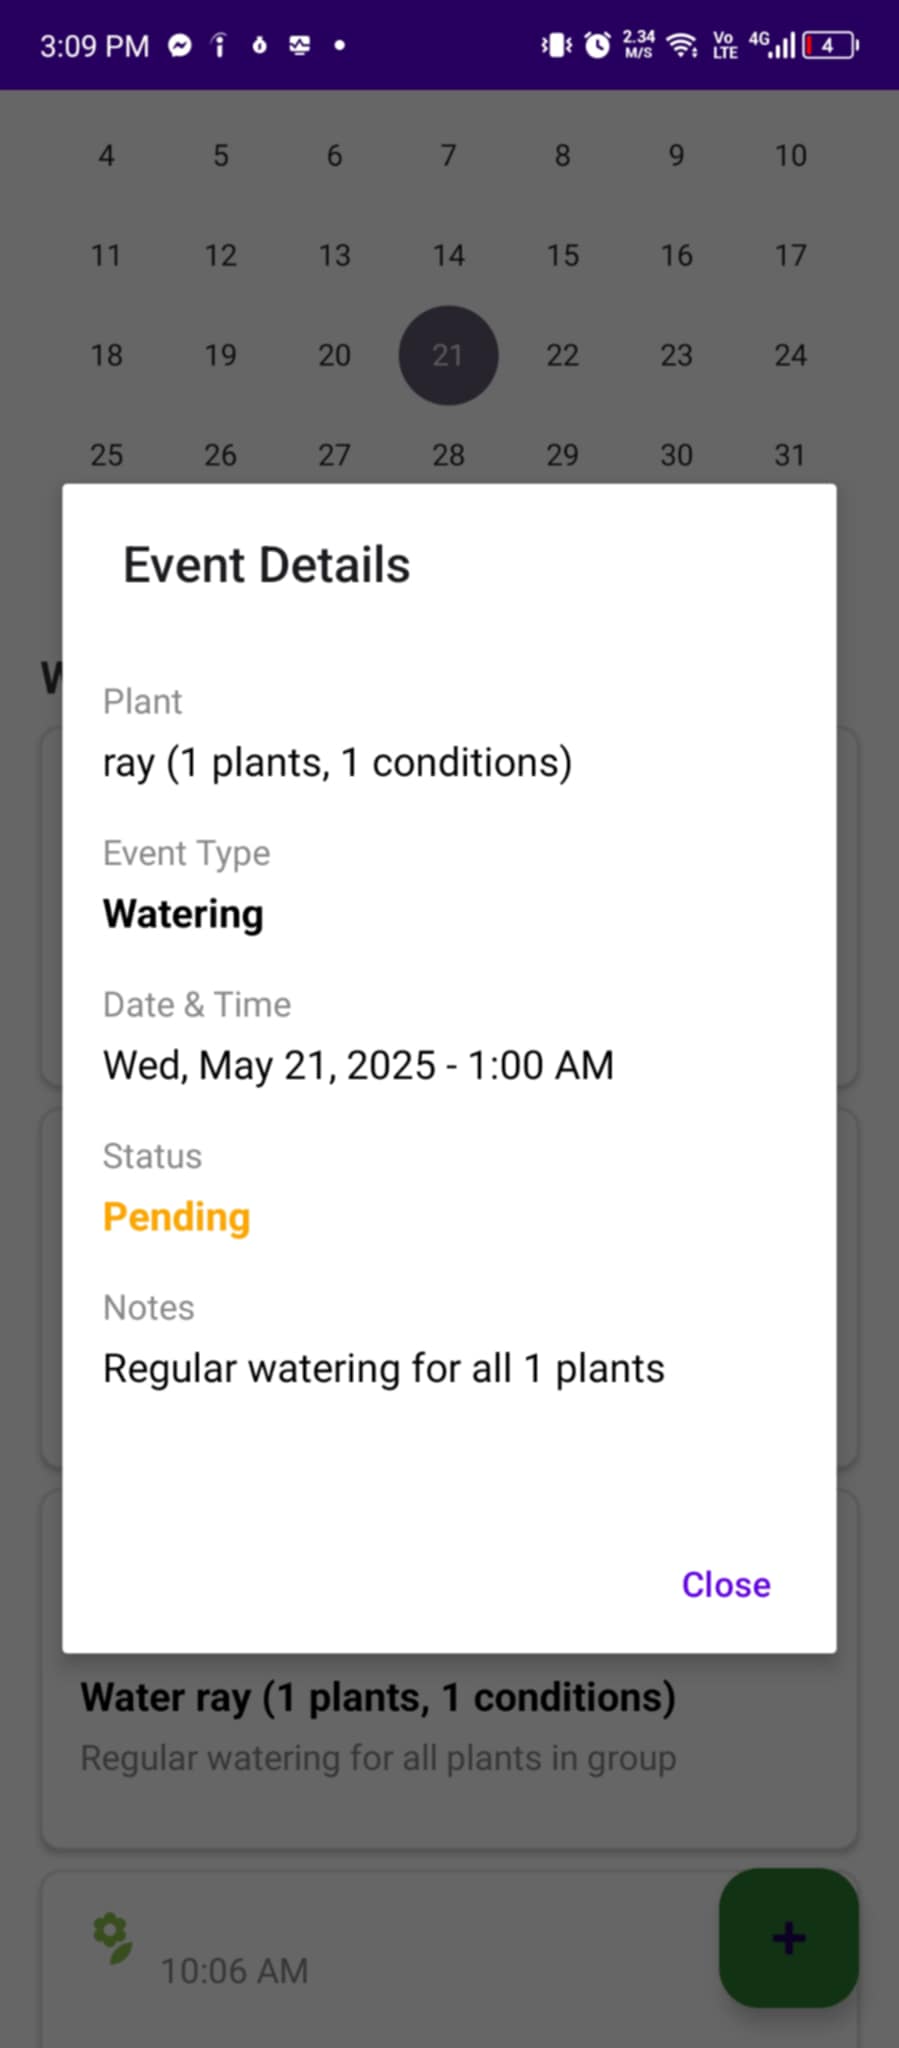 3:09 PM 2.34 M/S Vo LTE 4G 4
4 5 6 7 8 9 10
11 12 13 14 15 16 17
18 19 20 21 22 23 24
25 26 27 28 29 30 31
Event Details
Plant
ray (1 plants, 1 conditions)
Event Type
Watering
Date & Time
Wed, May 21, 2025 - 1:00 AM
Status
Pending
Notes
Regular watering for all 1 plants
Close
Water ray (1 plants, 1 conditions)
Regular watering for all plants in group
10:06 AM
+